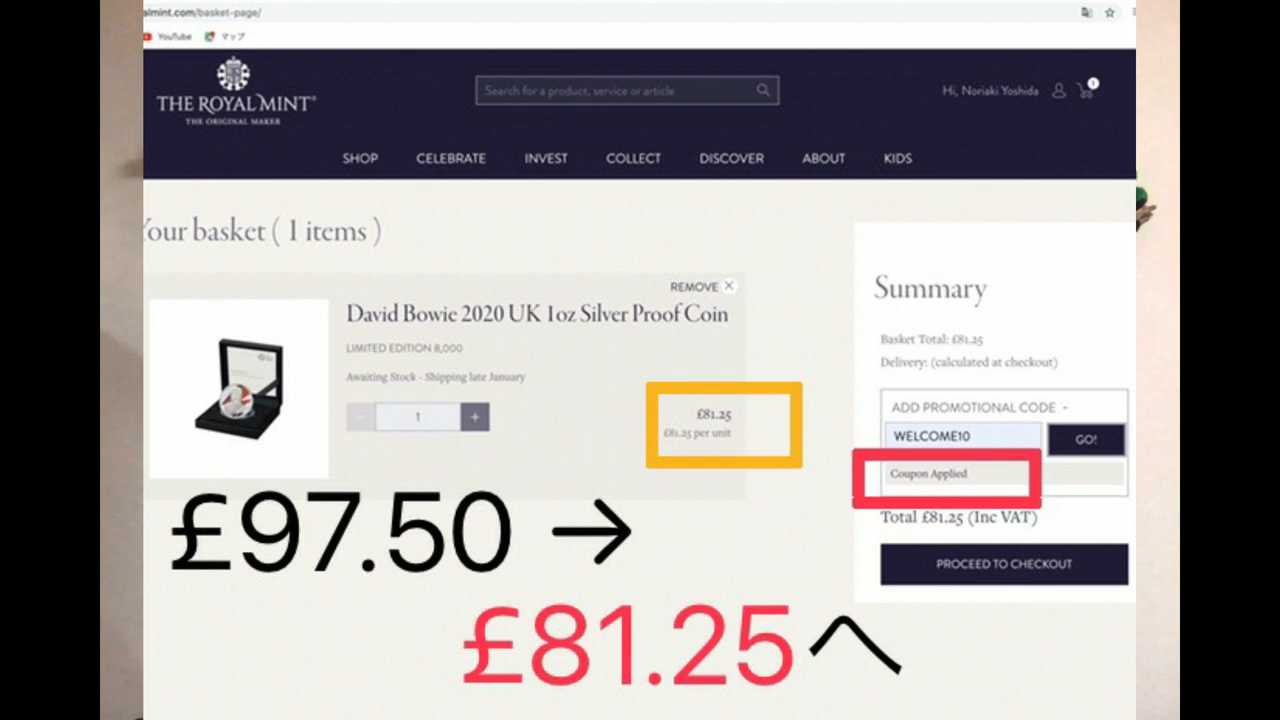 almint.com/basket-page/
YouTube マップ
THE ROYAL MINT®
THE ORIGINAL MAKER
Search for a product, service or article
Hi, Noriaki Yoshida
1
SHOP CELEBRATE INVEST COLLECT DISCOVER ABOUT KIDS
Your basket ( 1 items )
REMOVE
David Bowie 2020 UK 1oz Silver Proof Coin
LIMITED EDITION 8,000
Awaiting Stock - Shipping late January
1 +
£81.25
£81.25 per unit
Summary
Basket Total: £81.25
Delivery: (calculated at checkout)
ADD PROMOTIONAL CODE -
WELCOME10 GO!
Coupon Applied
Total £81.25 (Inc VAT)
PROCEED TO CHECKOUT
£97.50 →
£81.25へ